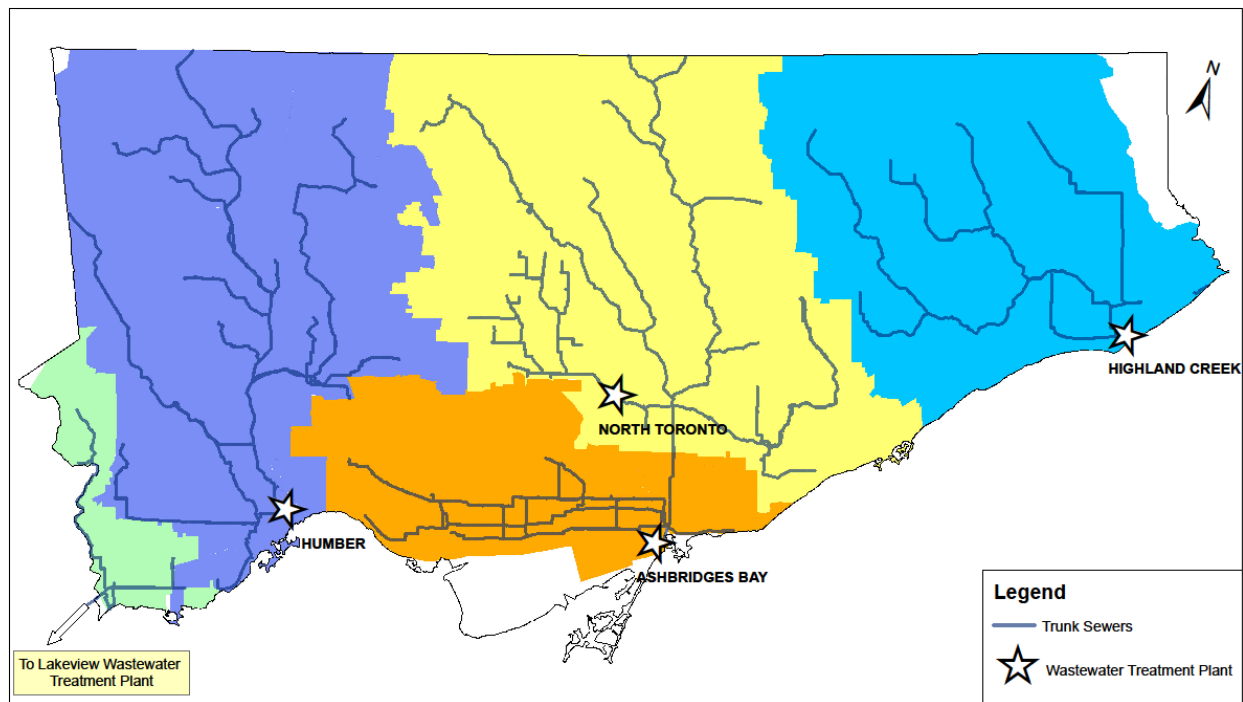 N
HIGHLAND CREEK
NORTH TORONTO
HUMBER
ASHBRIDGES BAY
To Lakeview Wastewater
Treatment Plant
Legend
Trunk Sewers
Wastewater Treatment Plant